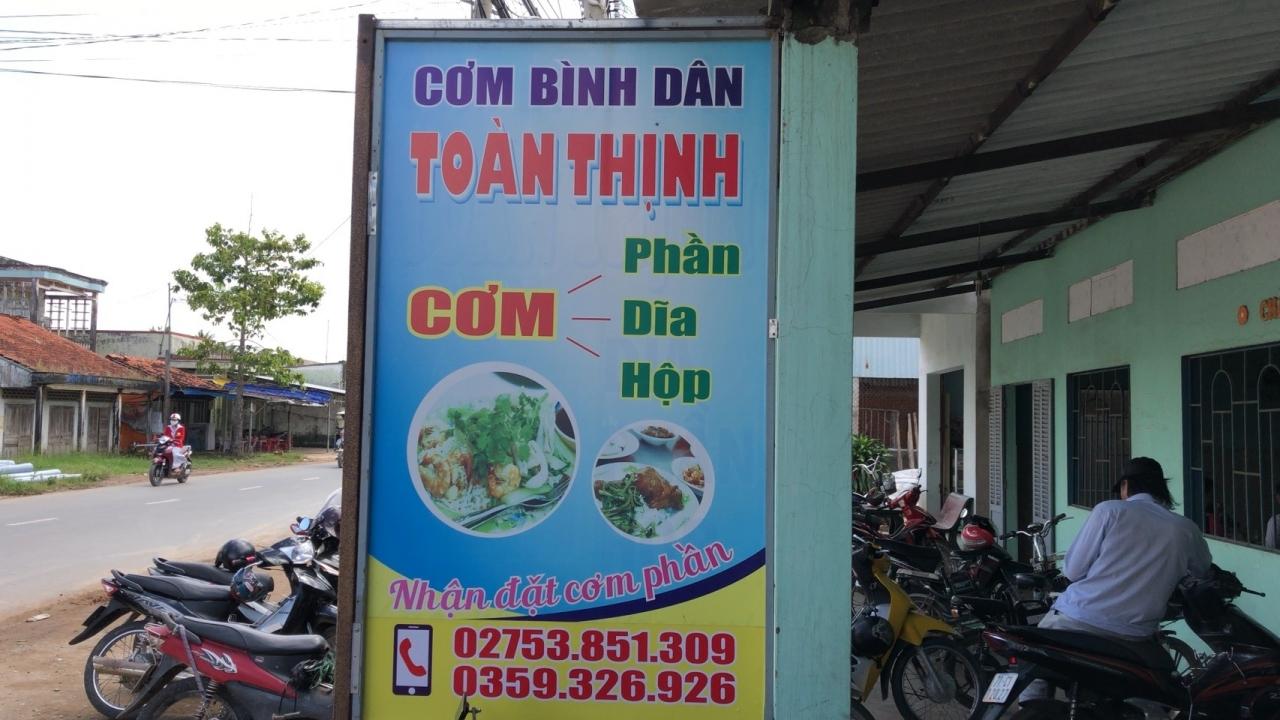 CƠM BÌNH DÂN
TOÀN THỊNH
CƠM
Phần
Dĩa
Hộp
Nhận đặt cơm phần
02753.851.309
0359.326.926